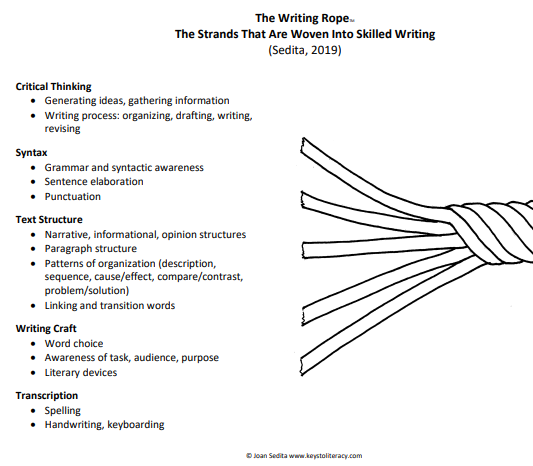 The Writing Rope™
The Strands That Are Woven Into Skilled Writing
(Sedita, 2019)
Critical Thinking
• Generating ideas, gathering information
• Writing process: organizing, drafting, writing,
revising
Syntax
• Grammar and syntactic awareness
• Sentence elaboration
• Punctuation
Text Structure
• Narrative, informational, opinion structures
• Paragraph structure
• Patterns of organization (description,
sequence, cause/effect, compare/contrast,
problem/solution)
• Linking and transition words
Writing Craft
• Word choice
• Awareness of task, audience, purpose
• Literary devices
Transcription
• Spelling
• Handwriting, keyboarding
© Joan Sedita www.keystoliteracy.com